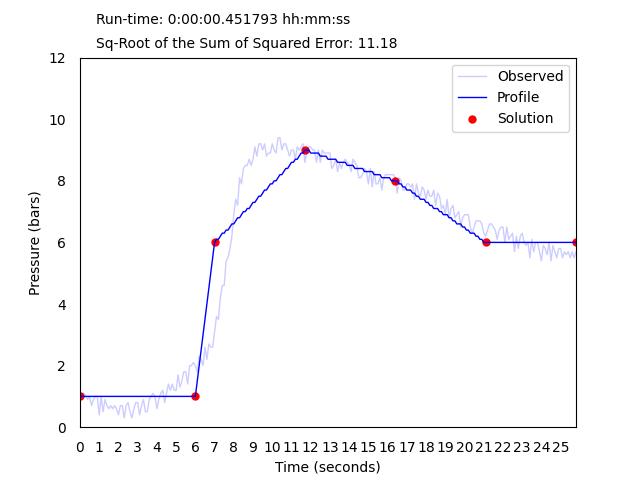 Run-time: 0:00:00.451793 hh:mm:ss
Sq-Root of the Sum of Squared Error: 11.18
Observed
Profile
Solution
Pressure (bars)
12
10
8
6
4
2
0
0 1 2 3 4 5 6 7 8 9 10 11 12 13 14 15 16 17 18 19 20 21 22 23 24 25
Time (seconds)